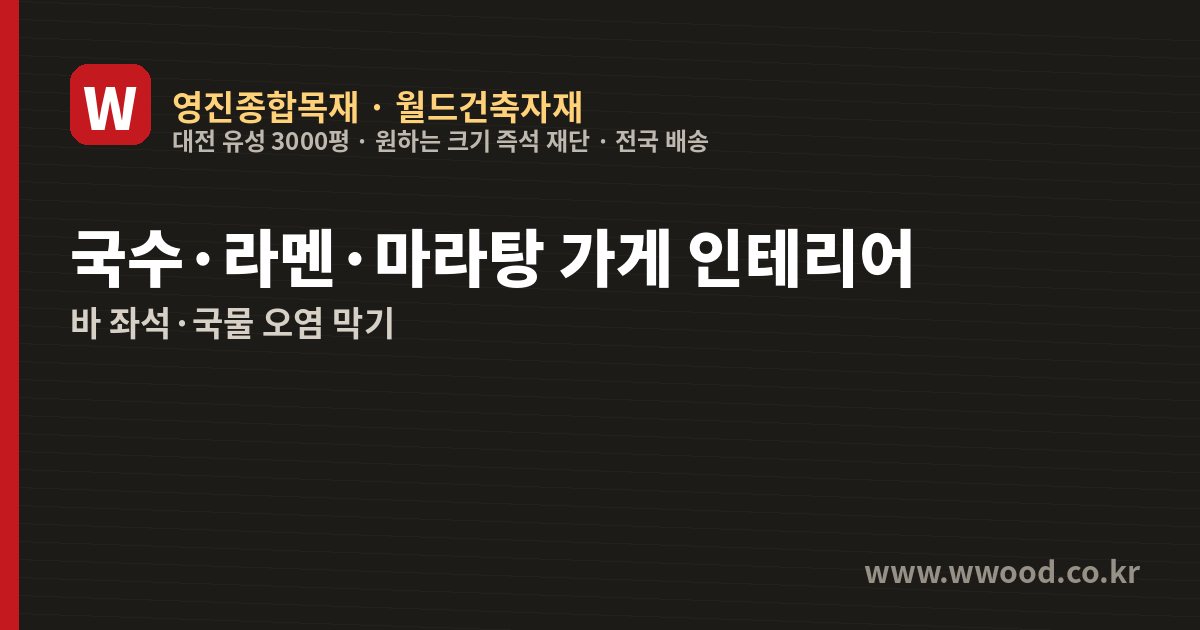 W
영진종합목재 · 월드건축자재
대전 유성 3000평 · 원하는 크기 즉석 재단 · 전국 배송
국수·라멘·마라탕 가게 인테리어
바 좌석·국물 오염 막기
www.wwood.co.kr